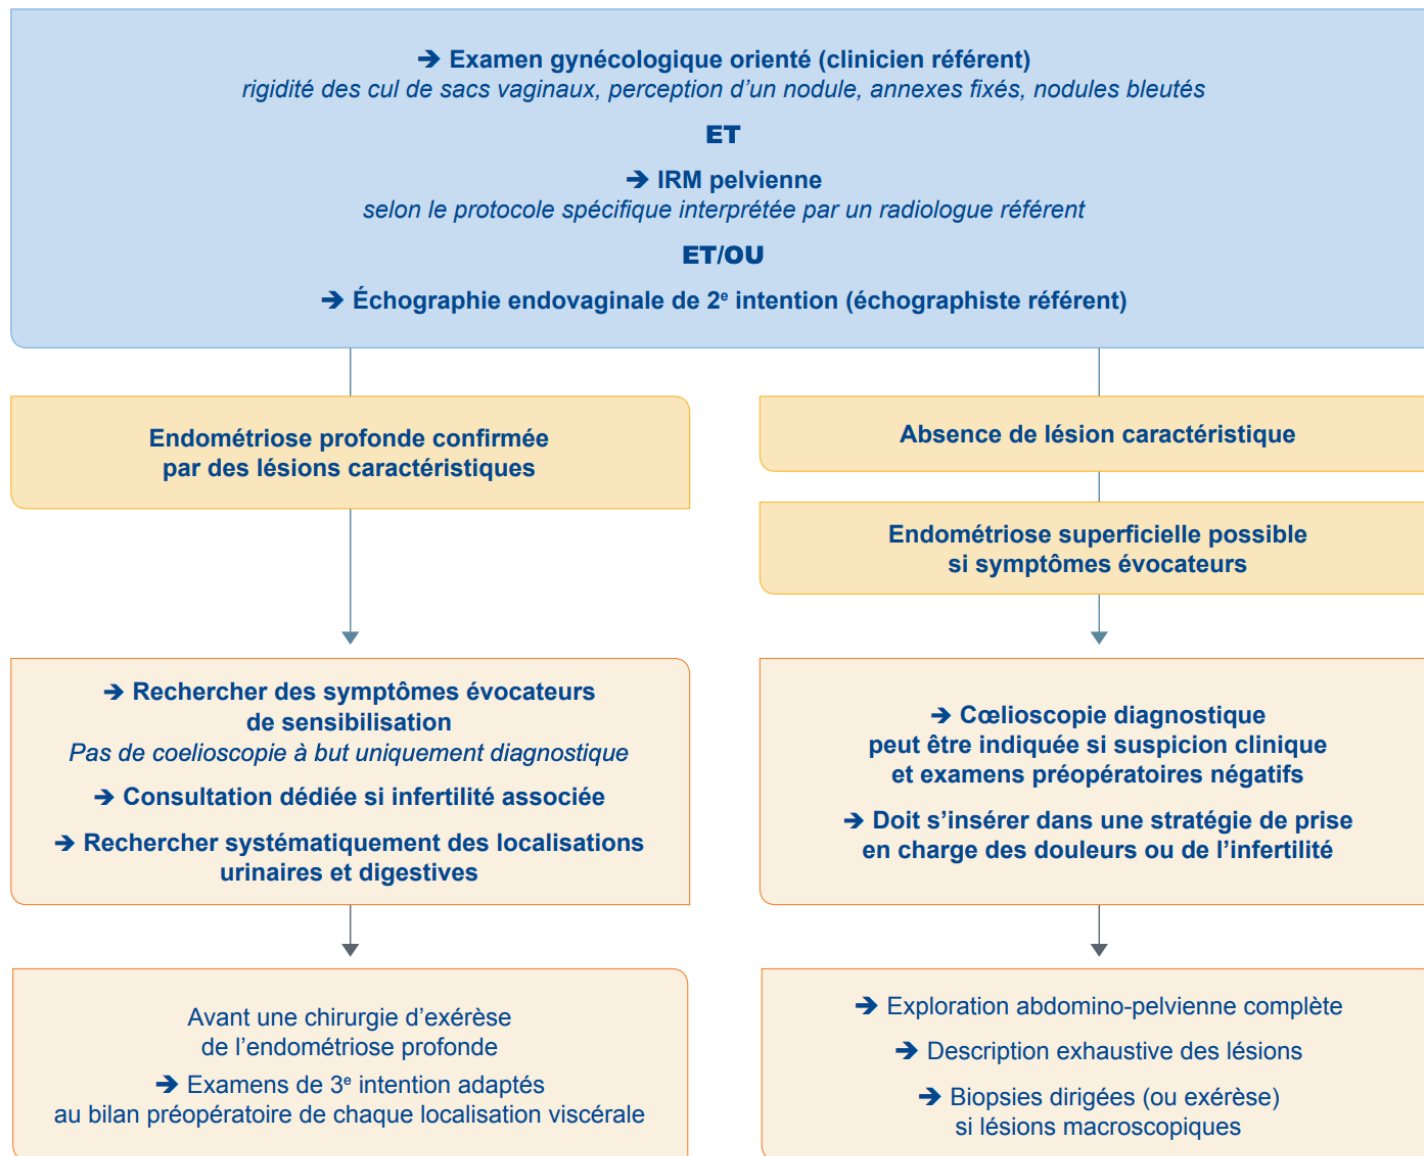 ➔ Examen gynécologique orienté (clinicien référent)
rigidité des cul de sacs vaginaux, perception d’un nodule, annexes fixés, nodules bleutés
ET
➔ IRM pelvienne
selon le protocole spécifique interprétée par un radiologue référent
ET/OU
➔ Échographie endovaginale de 2e intention (échographiste référent)
Endométriose profonde confirmée
par des lésions caractéristiques
➔ Rechercher des symptômes évocateurs
de sensibilisation
Pas de coelioscopie à but uniquement diagnostique
➔ Consultation dédiée si infertilité associée
➔ Rechercher systématiquement des localisations
urinaires et digestives
Avant une chirurgie d’exérèse
de l’endométriose profonde
➔ Examens de 3e intention adaptés
au bilan préopératoire de chaque localisation viscérale
Absence de lésion caractéristique
Endométriose superficielle possible
si symptômes évocateurs
➔ Cœlioscopie diagnostique
peut être indiquée si suspicion clinique
et examens préopératoires négatifs
➔ Doit s’insérer dans une stratégie de prise
en charge des douleurs ou de l’infertilité
➔ Exploration abdomino-pelvienne complète
➔ Description exhaustive des lésions
➔ Biopsies dirigées (ou exérèse)
si lésions macroscopiques